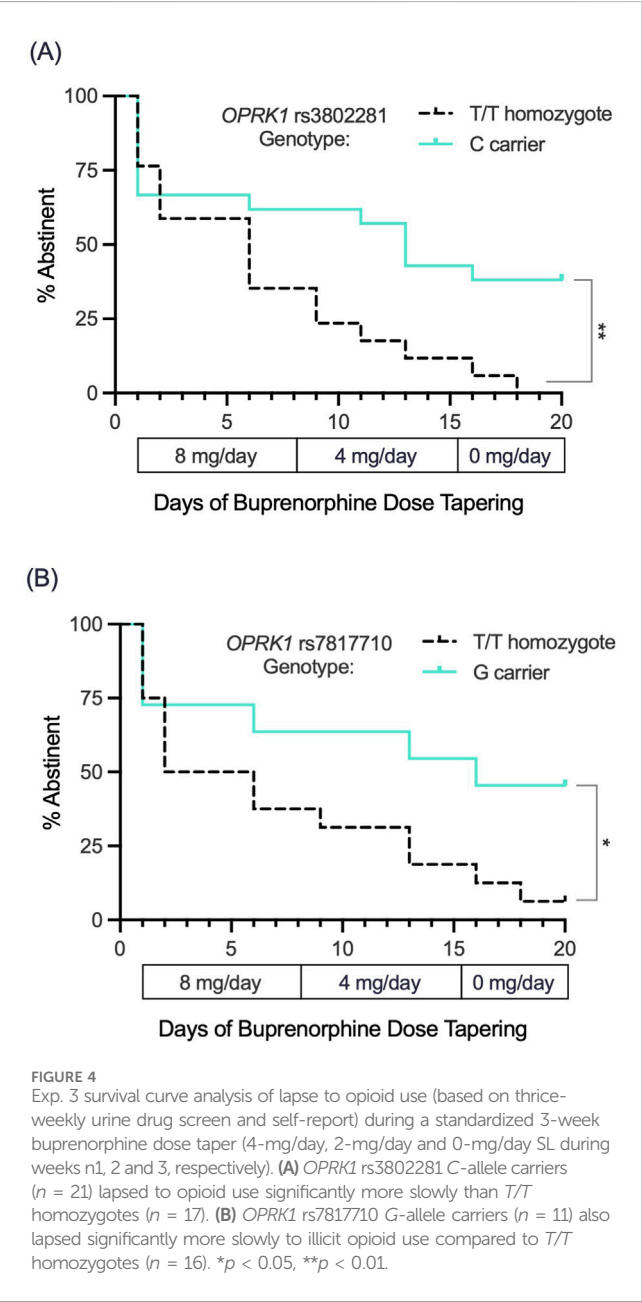 (A)
100
75
50
25
0
% Abstinent
OPRK1 rs3802281
Genotype:
T/T homozygote
C carrier
**
0 5 10 15 20
8 mg/day 4 mg/day 0 mg/day
Days of Buprenorphine Dose Tapering
(B)
100
75
50
25
0
% Abstinent
OPRK1 rs7817710
Genotype:
T/T homozygote
G carrier
*
0 5 10 15 20
8 mg/day 4 mg/day 0 mg/day
Days of Buprenorphine Dose Tapering
FIGURE 4
Exp. 3 survival curve analysis of lapse to opioid use (based on thrice-
weekly urine drug screen and self-report) during a standardized 3-week
buprenorphine dose taper (4-mg/day, 2-mg/day and 0-mg/day SL during
weeks n1, 2 and 3, respectively). (A) OPRK1 rs3802281 C-allele carriers
(n = 21) lapsed to opioid use significantly more slowly than T/T
homozygotes (n = 17). (B) OPRK1 rs7817710 G-allele carriers (n = 11) also
lapsed significantly more slowly to illicit opioid use compared to T/T
homozygotes (n = 16). *p < 0.05, **p < 0.01.